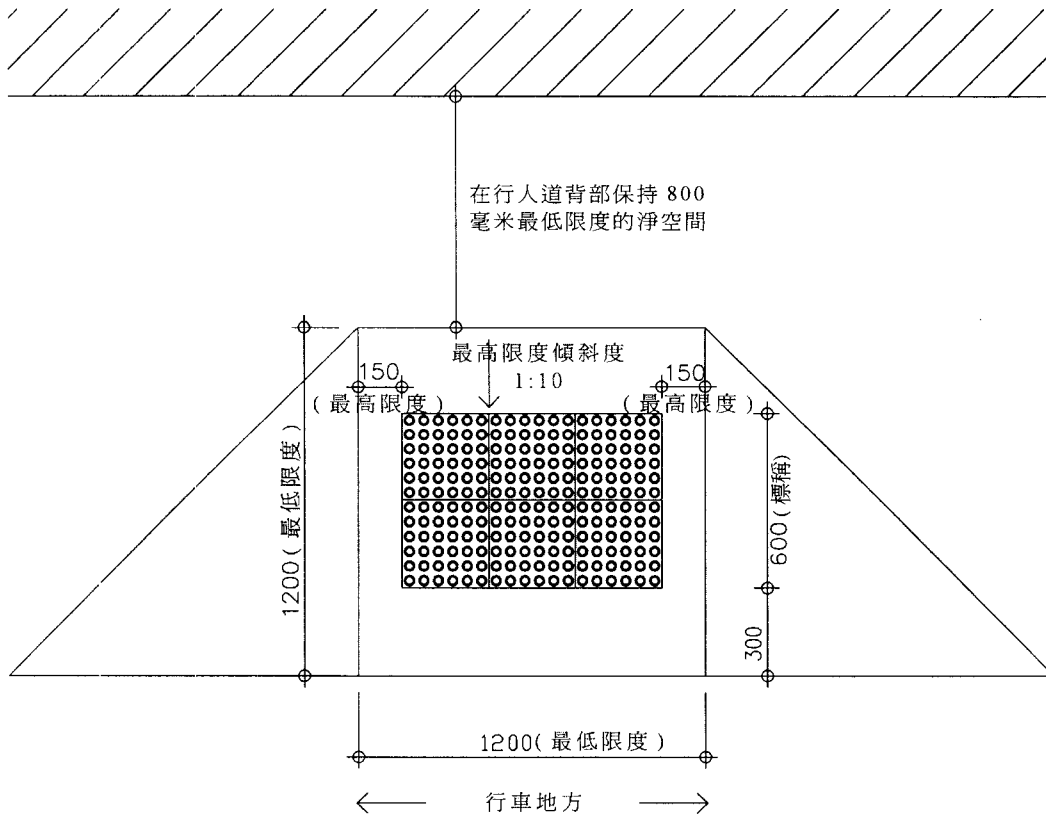 在行人道背部保持 800
毫米最低限度的淨空間
最高限度傾斜度
1:10
150
(最高限度)
150
(最高限度)
1200(最低限度)
600(標稱)
300
1200(最低限度)
行車地方